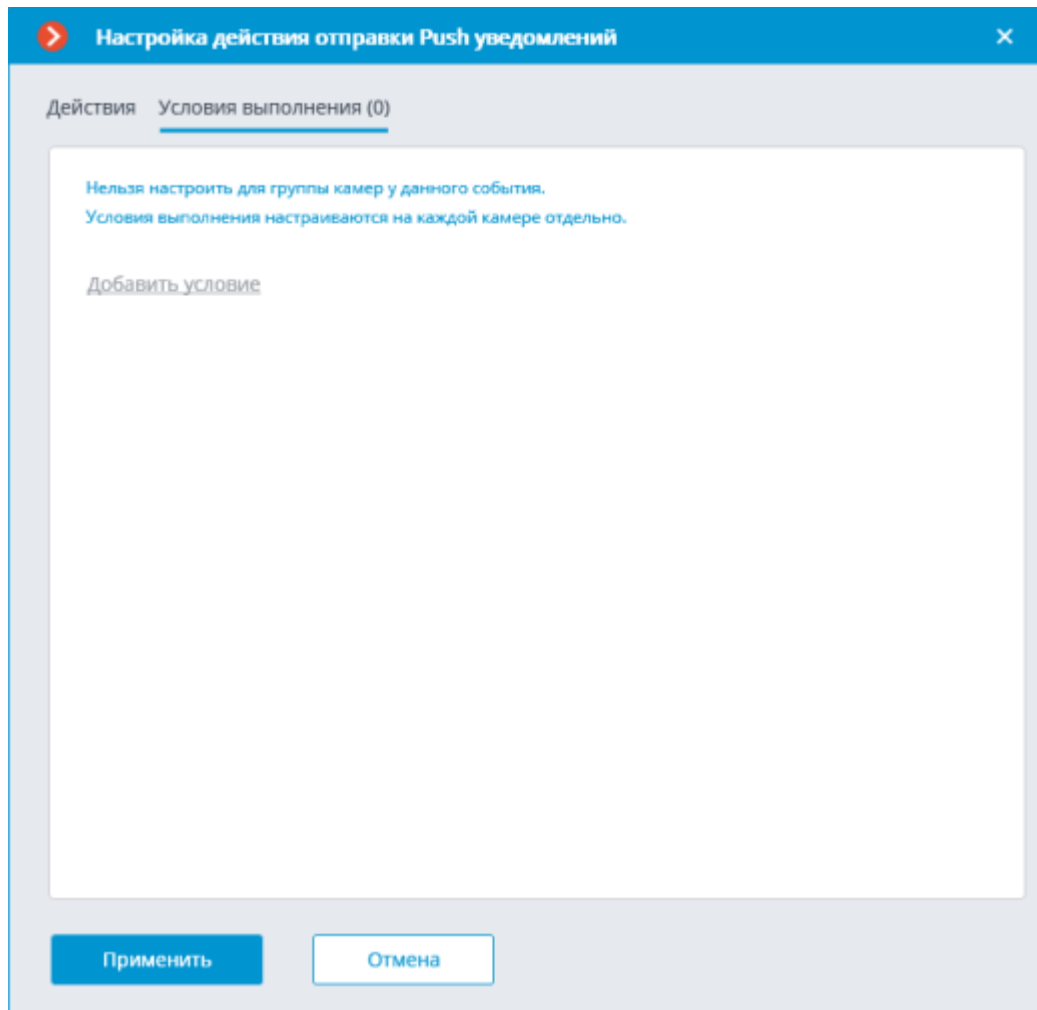 Настройка действия отправки Push уведомлений
Действия Условия выполнения (0)
Нельзя настроить для группы камер у данного события.
Условия выполнения настраиваются на каждой камере отдельно.
Добавить условие
Применить Отмена